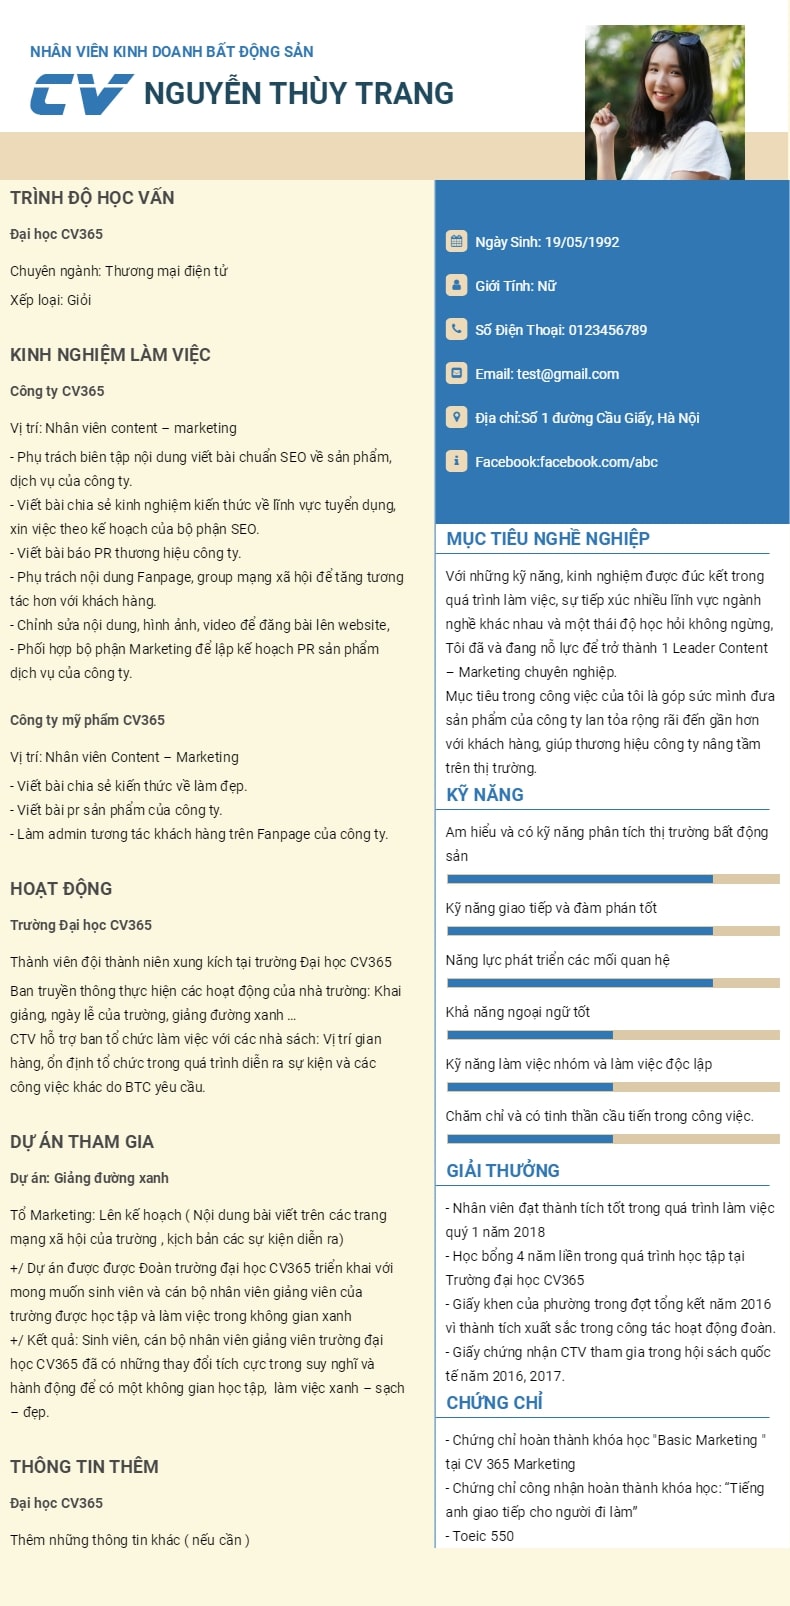 NHÂN VIÊN KINH DOANH BẤT ĐỘNG SẢN
CV NGUYỄN THÙY TRANG
TRÌNH ĐỘ HỌC VẤN
Đại học CV365
Chuyên ngành: Thương mại điện tử
Xếp loại: Giỏi
KINH NGHIỆM LÀM VIỆC
Công ty CV365
Vị trí: Nhân viên content – marketing
- Phụ trách biên tập nội dung viết bài chuẩn SEO về sản phẩm,
dịch vụ của công ty.
- Viết bài chia sẻ kinh nghiệm kiến thức về lĩnh vực tuyển dụng,
xin việc theo kế hoạch của bộ phận SEO.
- Viết bài báo PR thương hiệu công ty.
- Phụ trách nội dung Fanpage, group mạng xã hội để tăng tương
tác hơn với khách hàng.
- Chỉnh sửa nội dung, hình ảnh, video để đăng bài lên website,
- Phối hợp bộ phận Marketing để lập kế hoạch PR sản phẩm
dịch vụ của công ty.
Công ty mỹ phẩm CV365
Vị trí: Nhân viên Content – Marketing
- Viết bài chia sẻ kiến thức về làm đẹp.
- Viết bài pr sản phẩm của công ty.
- Làm admin tương tác khách hàng trên Fanpage của công ty.
HOẠT ĐỘNG
Trường Đại học CV365
Thành viên đội thành niên xung kích tại trường Đại học CV365
Ban truyền thông thực hiện các hoạt động của nhà trường: Khai
giảng, ngày lễ của trường, giảng đường xanh ...
CTV hỗ trợ ban tổ chức làm việc với các nhà sách: Vị trí gian
hàng, ổn định tổ chức trong quá trình diễn ra sự kiện và các
công việc khác do BTC yêu cầu.
DỰ ÁN THAM GIA
Dự án: Giảng đường xanh
Tổ Marketing: Lên kế hoạch ( Nội dung bài viết trên các trang
mạng xã hội của trường , kịch bản các sự kiện diễn ra)
+/ Dự án được được Đoàn trường đại học CV365 triển khai với
mong muốn sinh viên và cán bộ nhân viên giảng viên của
trường được học tập và làm việc trong không gian xanh
+/ Kết quả: Sinh viên, cán bộ nhân viên giảng viên trường đại
học CV365 đã có những thay đổi tích cực trong suy nghĩ và
hành động để có một không gian học tập, làm việc xanh – sạch
– đẹp.
THÔNG TIN THÊM
Đại học CV365
Thêm những thông tin khác ( nếu cần )
Ngày Sinh: 19/05/1992
Giới Tính: Nữ
Số Điện Thoại: 0123456789
Email: test@gmail.com
Địa chỉ:Số 1 đường Cầu Giấy, Hà Nội
Facebook:facebook.com/abc
MỤC TIÊU NGHỀ NGHIỆP
Với những kỹ năng, kinh nghiệm được đúc kết trong
quá trình làm việc, sự tiếp xúc nhiều lĩnh vực ngành
nghề khác nhau và một thái độ học hỏi không ngừng,
Tôi đã và đang nỗ lực để trở thành 1 Leader Content
– Marketing chuyên nghiệp.
Mục tiêu trong công việc của tôi là góp sức mình đưa
sản phẩm của công ty lan tỏa rộng rãi đến gần hơn
với khách hàng, giúp thương hiệu công ty nâng tầm
trên thị trường.
KỸ NĂNG
Am hiểu và có kỹ năng phân tích thị trường bất động
sản
Kỹ năng giao tiếp và đàm phán tốt
Năng lực phát triển các mối quan hệ
Khả năng ngoại ngữ tốt
Kỹ năng làm việc nhóm và làm việc độc lập
Chăm chỉ và có tinh thần cầu tiến trong công việc.
GIẢI THƯỞNG
- Nhân viên đạt thành tích tốt trong quá trình làm việc
quý 1 năm 2018
- Học bổng 4 năm liền trong quá trình học tập tại
Trường đại học CV365
- Giấy khen của phường trong đợt tổng kết năm 2016
vì thành tích xuất sắc trong công tác hoạt động đoàn.
- Giấy chứng nhận CTV tham gia trong hội sách quốc
tế năm 2016, 2017.
CHỨNG CHỈ
- Chứng chỉ hoàn thành khóa học "Basic Marketing "
tại CV 365 Marketing
- Chứng chỉ công nhận hoàn thành khóa học: “Tiếng
anh giao tiếp cho người đi làm”
- Toeic 550